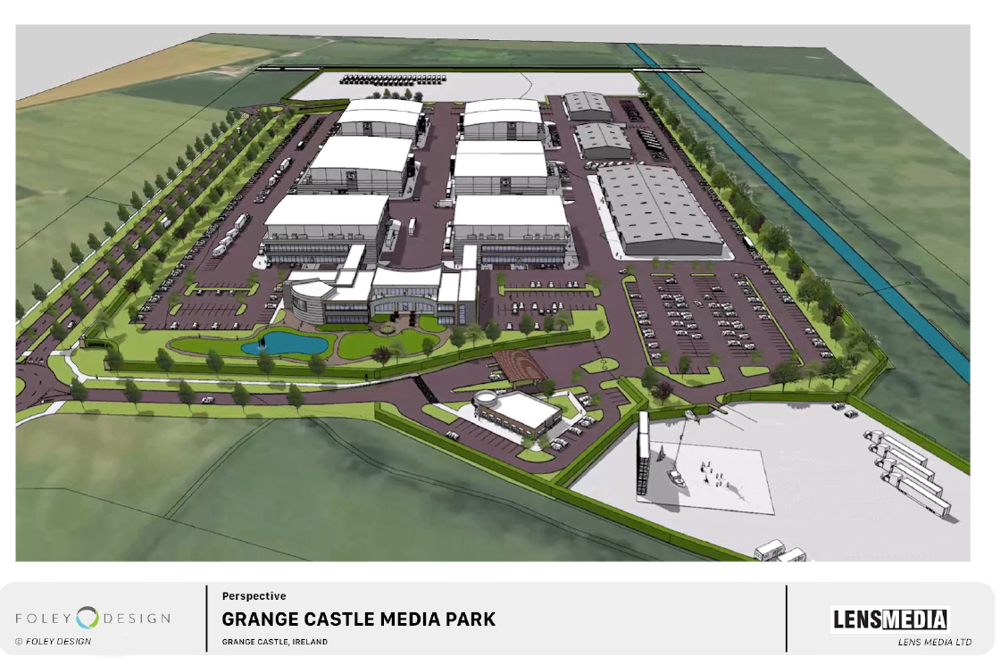 Perspective
GRANGE CASTLE MEDIA PARK
GRANGE CASTLE, IRELAND
FOLEY DESIGN
© FOLEY DESIGN
LENSMEDIA
LENS MEDIA LTD